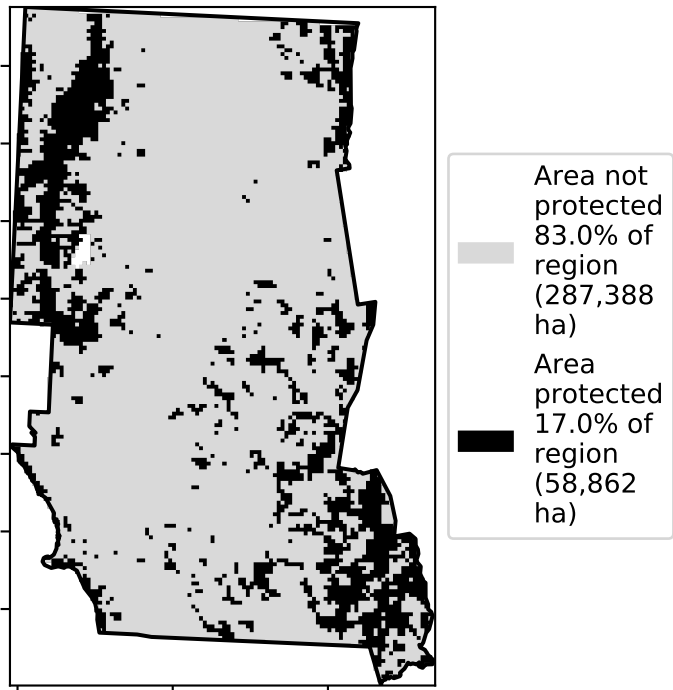 Area not
protected
83.0% of
region
(287,388
ha)
Area
protected
17.0% of
region
(58,862
ha)